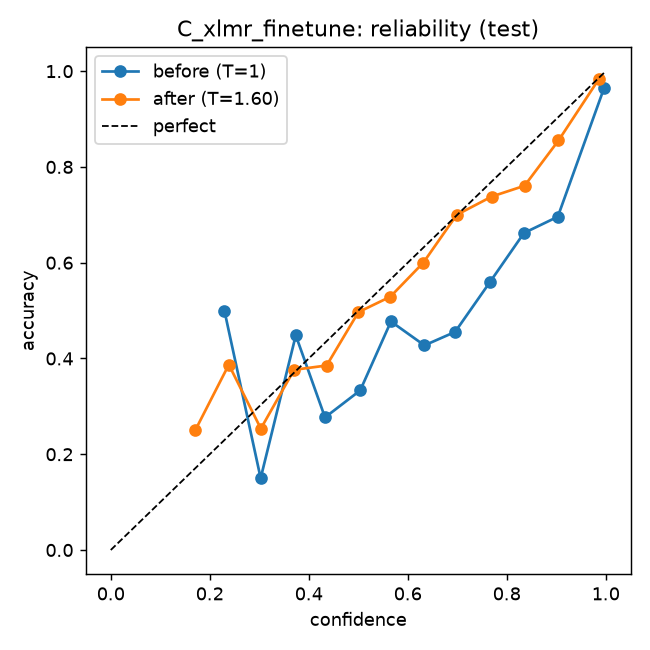 C_xlmr_finetune: reliability (test)
before (T=1)
after (T=1.60)
perfect
1.0
0.8
0.6
0.4
0.2
0.0
accuracy
0.0 0.2 0.4 0.6 0.8 1.0
confidence